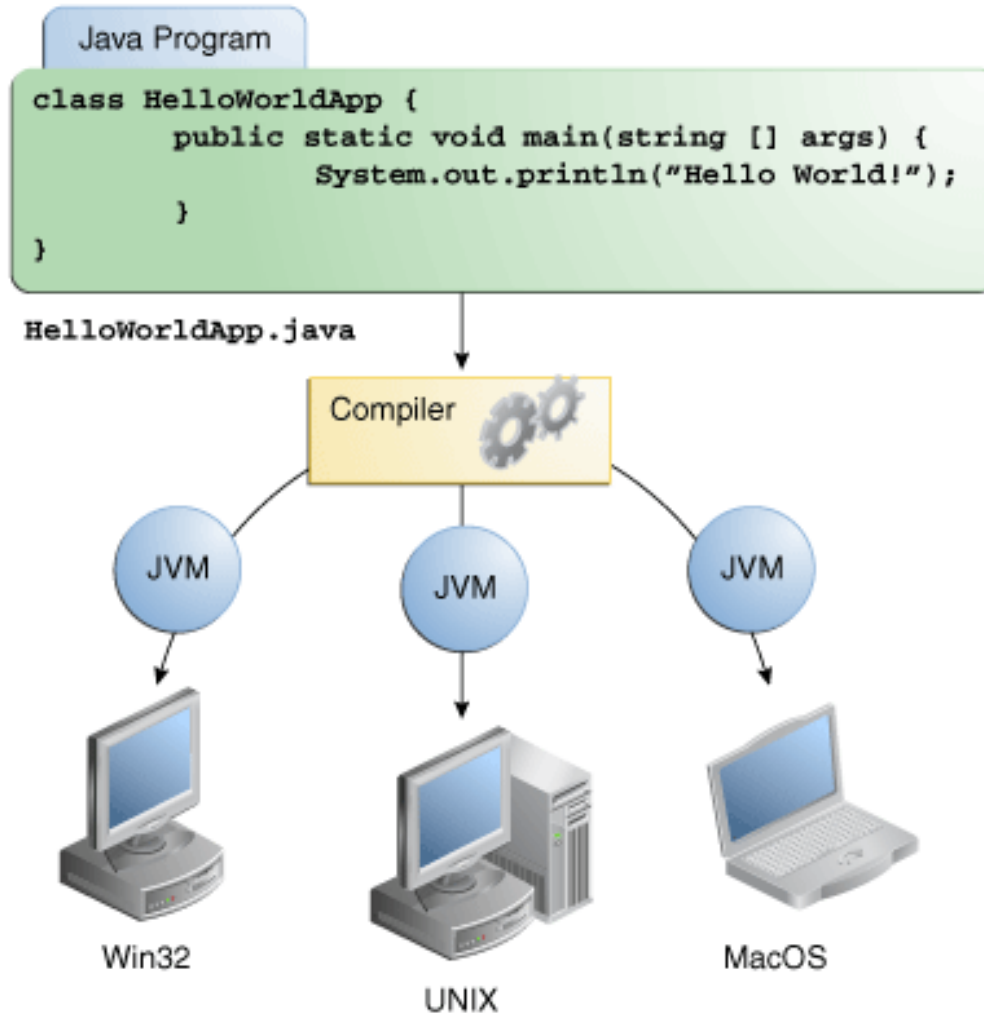 Java Program
class HelloWorldApp {
public static void main(string [] args) {
System.out.println(”Hello World!”);
}
}
HelloWorldApp.java
Compiler
JVM
JVM
JVM
Win32
UNIX
MacOS